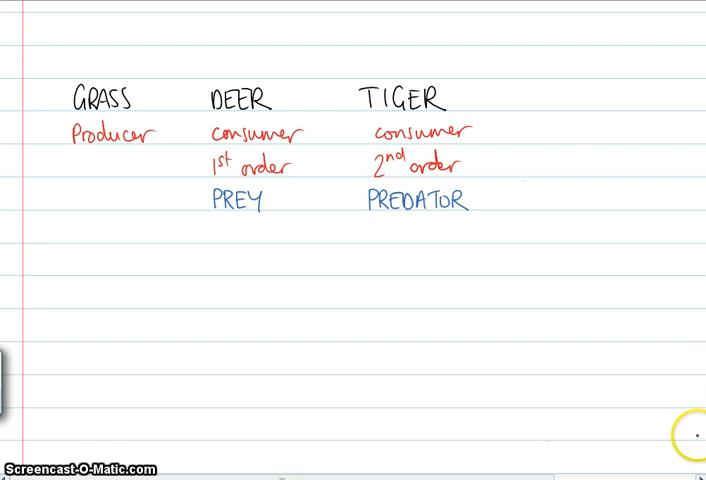 GRASS DEER TIGER
Producer consumer consumer
1st order 2nd order
PREY PREDATOR
Screencast-O-Matic.com